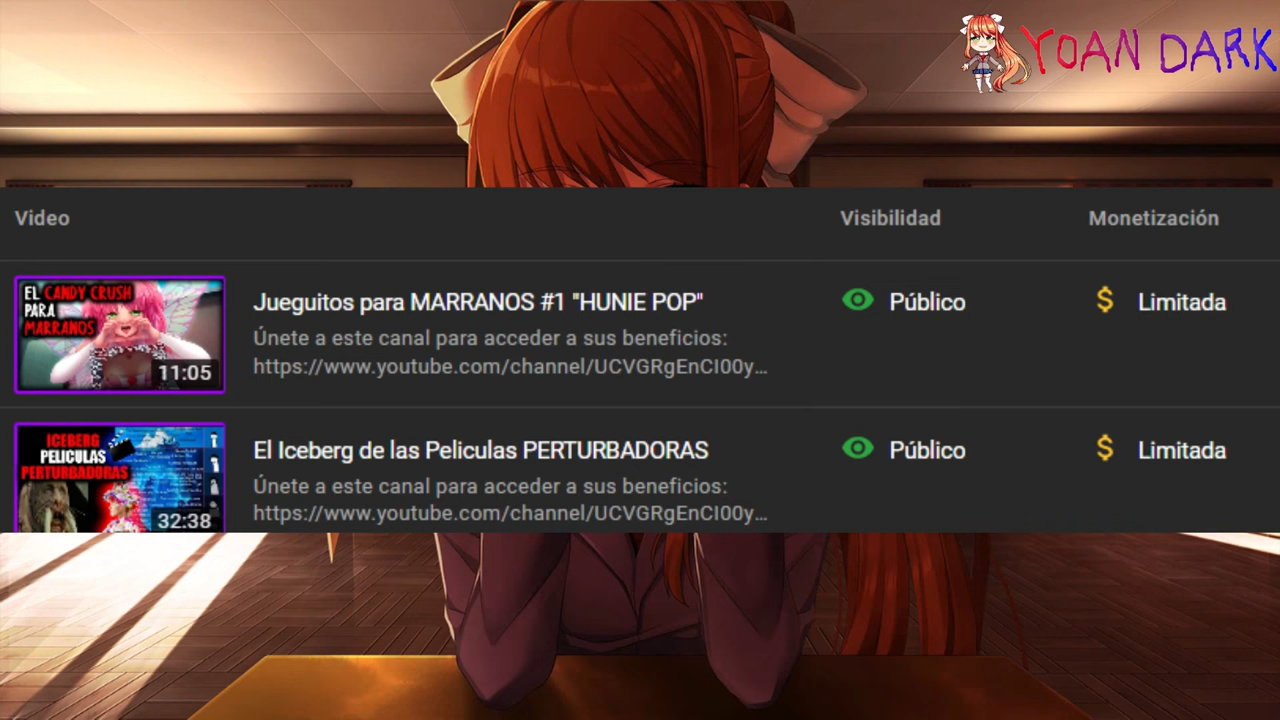 YOAN DARK
Video Visibilidad Monetización
EL CANDY CRUSH
PARA
MARRANOS
11:05
Jueguitos para MARRANOS #1 "HUNIE POP"
Únete a este canal para acceder a sus beneficios:
https://www.youtube.com/channel/UCVGRgEnCI00y...
Público
Limitada
ICEBERG
PELICULAS
PERTURBADORAS
32:38
El Iceberg de las Peliculas PERTURBADORAS
Únete a este canal para acceder a sus beneficios:
https://www.youtube.com/channel/UCVGRgEnCI00y...
Público
Limitada